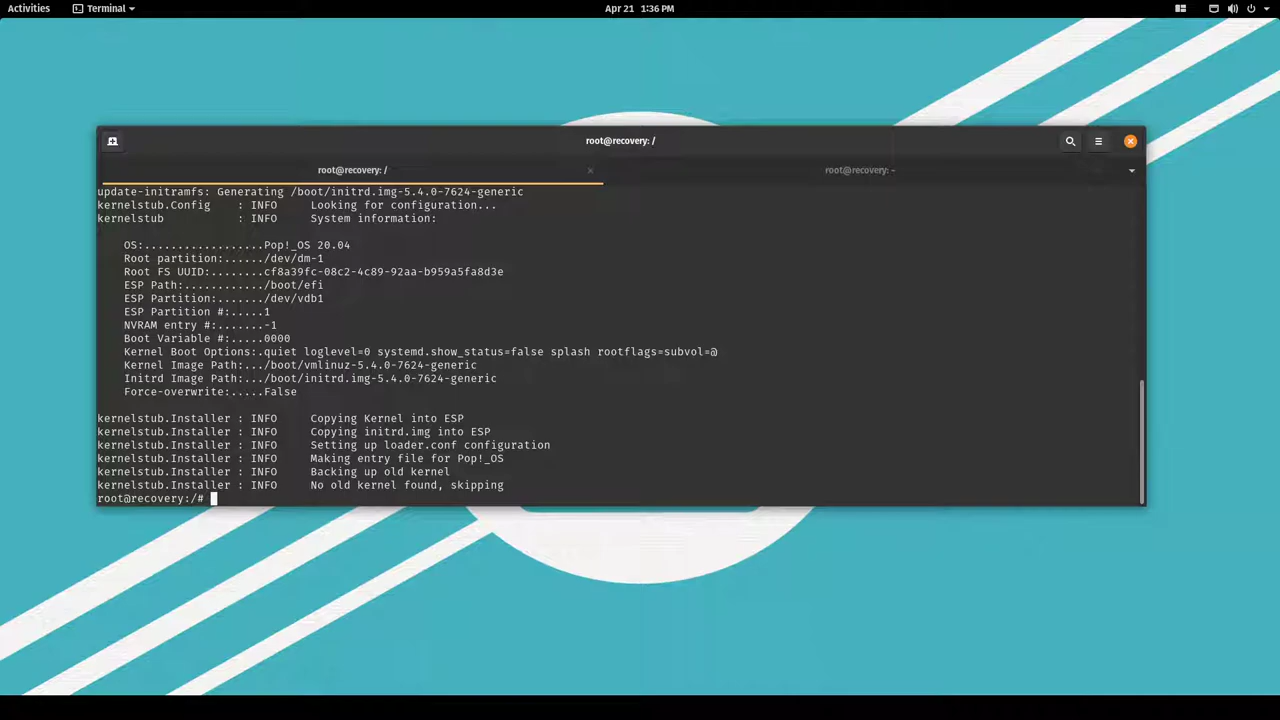 Activities
Terminal
Apr 21 1:36 PM
root@recovery: /
root@recovery: /
root@recovery: ~
update-initramfs: Generating /boot/initrd.img-5.4.0-7624-generic
kernelstub.Config    : INFO     Looking for configuration...
kernelstub           : INFO     System information:
OS:..................Pop!_OS 20.04
Root partition:....../dev/dm-1
Root FS UUID:........cf8a39fc-08c2-4c89-92aa-b959a5fa8d3e
ESP Path:............/boot/efi
ESP Partition:......./dev/vdb1
ESP Partition #:.....1
NVRAM entry #:.......-1
Boot Variable #:.....0000
Kernel Boot Options:.quiet loglevel=0 systemd.show_status=false splash rootflags=subvol=@
Kernel Image Path:.../boot/vmlinuz-5.4.0-7624-generic
Initrd Image Path:.../boot/initrd.img-5.4.0-7624-generic
Force-overwrite:.....False
kernelstub.Installer : INFO     Copying Kernel into ESP
kernelstub.Installer : INFO     Copying initrd.img into ESP
kernelstub.Installer : INFO     Setting up loader.conf configuration
kernelstub.Installer : INFO     Making entry file for Pop!_OS
kernelstub.Installer : INFO     Backing up old kernel
kernelstub.Installer : INFO     No old kernel found, skipping
root@recovery:/#